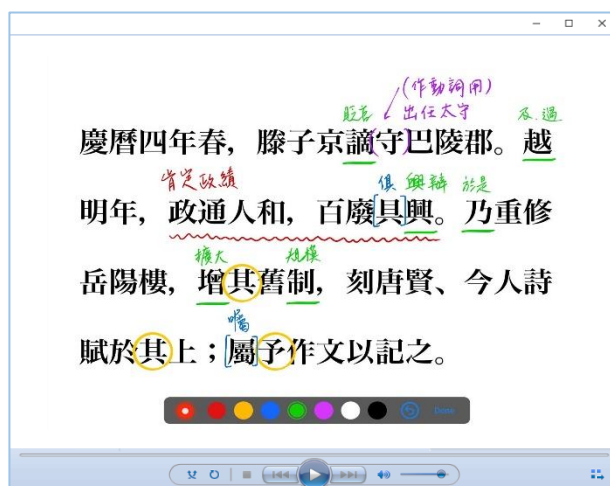 (作動詞用)
貶官 出任太守 及、過
慶曆四年春，滕子京謫守巴陵郡。越
肯定政績 俱 興辦 於是
明年，政通人和，百廢具興。乃重修
擴大 規模
岳陽樓，增其舊制，刻唐賢、今人詩
囑
賦於其上；屬予作文以記之。
Done